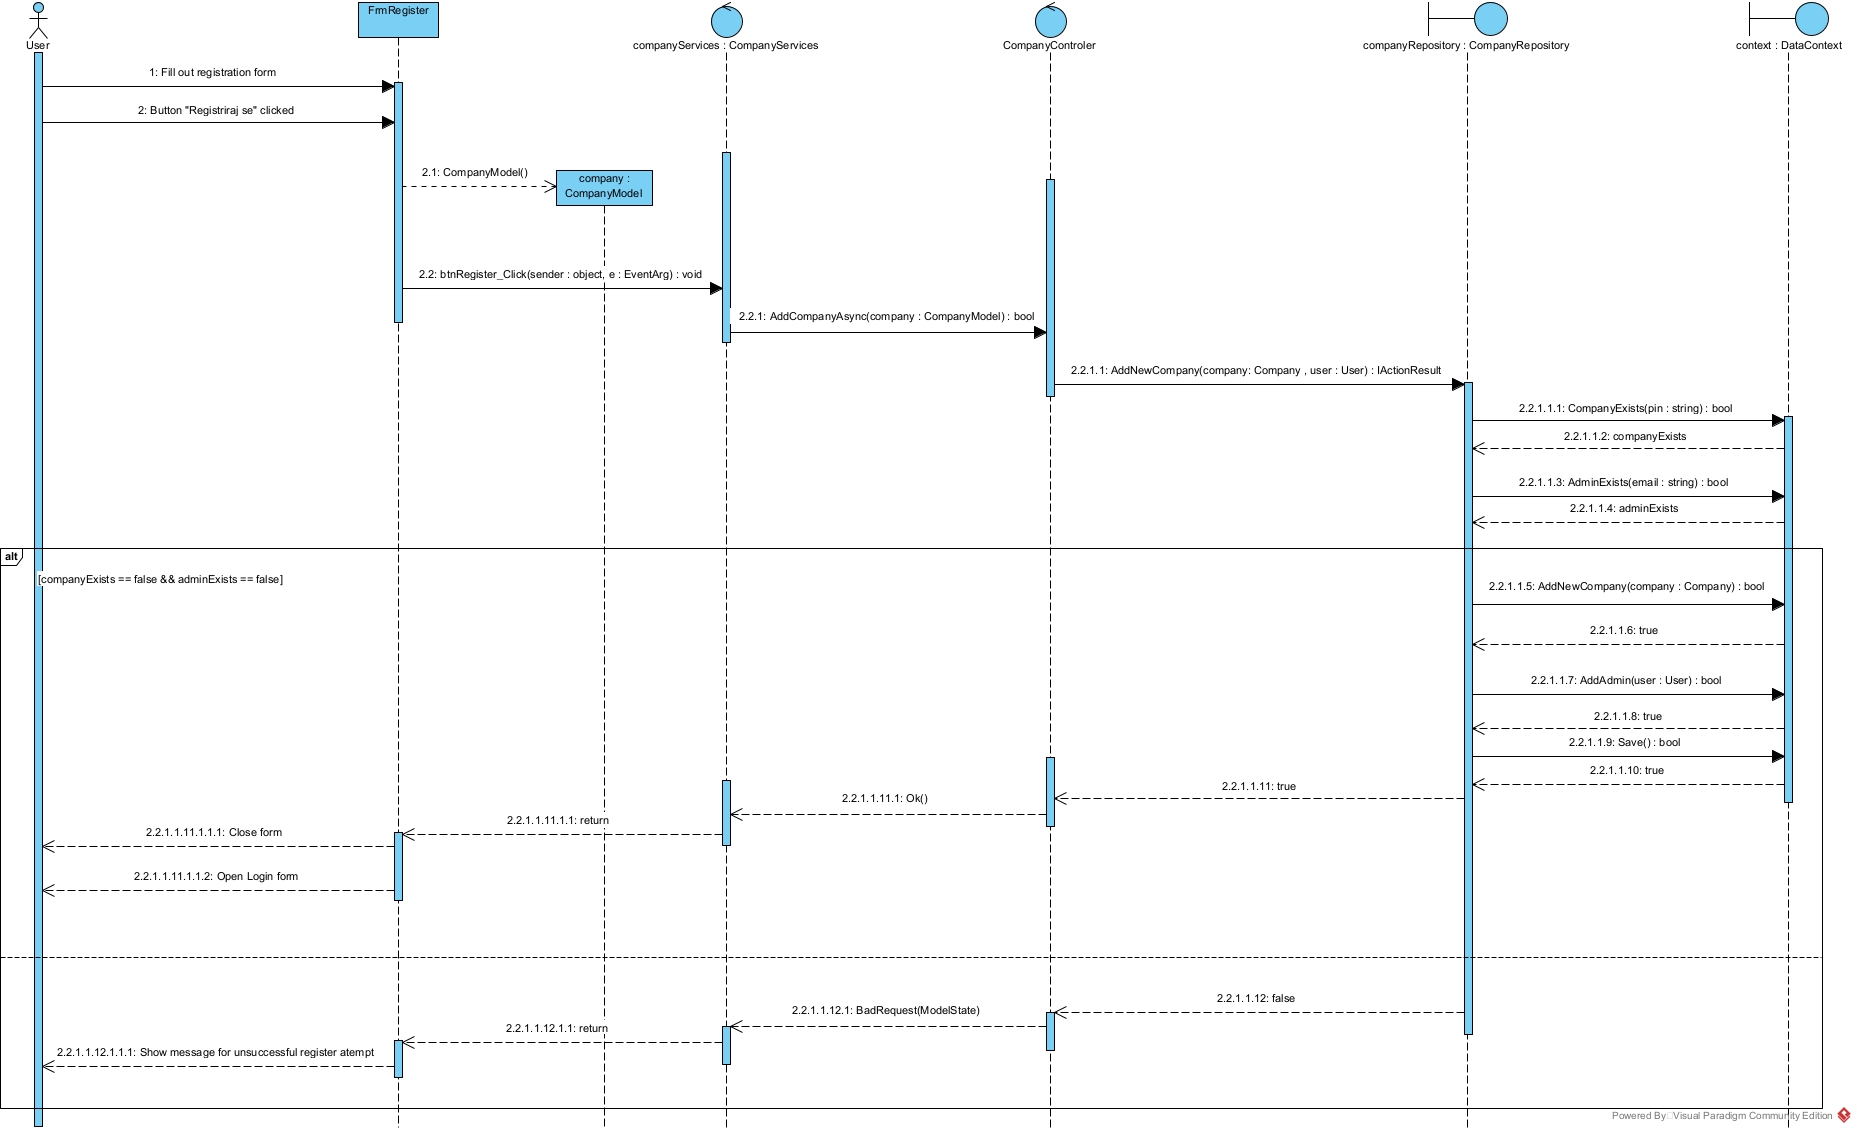 User
FrmRegister
companyServices : CompanyServices
CompanyControler
companyRepository : CompanyRepository
context : DataContext
1: Fill out registration form
2: Button "Registriraj se" clicked
2.1: CompanyModel()
company :
CompanyModel
2.2: btnRegister_Click(sender : object, e : EventArg) : void
2.2.1: AddCompanyAsync(company : CompanyModel) : bool
2.2.1.1: AddNewCompany(company: Company , user : User) : IActionResult
2.2.1.1.1: CompanyExists(pin : string) : bool
2.2.1.1.2: companyExists
2.2.1.1.3: AdminExists(email : string) : bool
2.2.1.1.4: adminExists
alt
[companyExists == false && adminExists == false]
2.2.1.1.5: AddNewCompany(company : Company) : bool
2.2.1.1.6: true
2.2.1.1.7: AddAdmin(user : User) : bool
2.2.1.1.8: true
2.2.1.1.9: Save() : bool
2.2.1.1.10: true
2.2.1.1.11: true
2.2.1.1.11.1: Ok()
2.2.1.1.11.1.1: return
2.2.1.1.11.1.1.1: Close form
2.2.1.1.11.1.1.2: Open Login form
2.2.1.1.12: false
2.2.1.1.12.1: BadRequest(ModelState)
2.2.1.1.12.1.1: return
2.2.1.1.12.1.1.1: Show message for unsuccessful register atempt
Powered By Visual Paradigm Community Edition